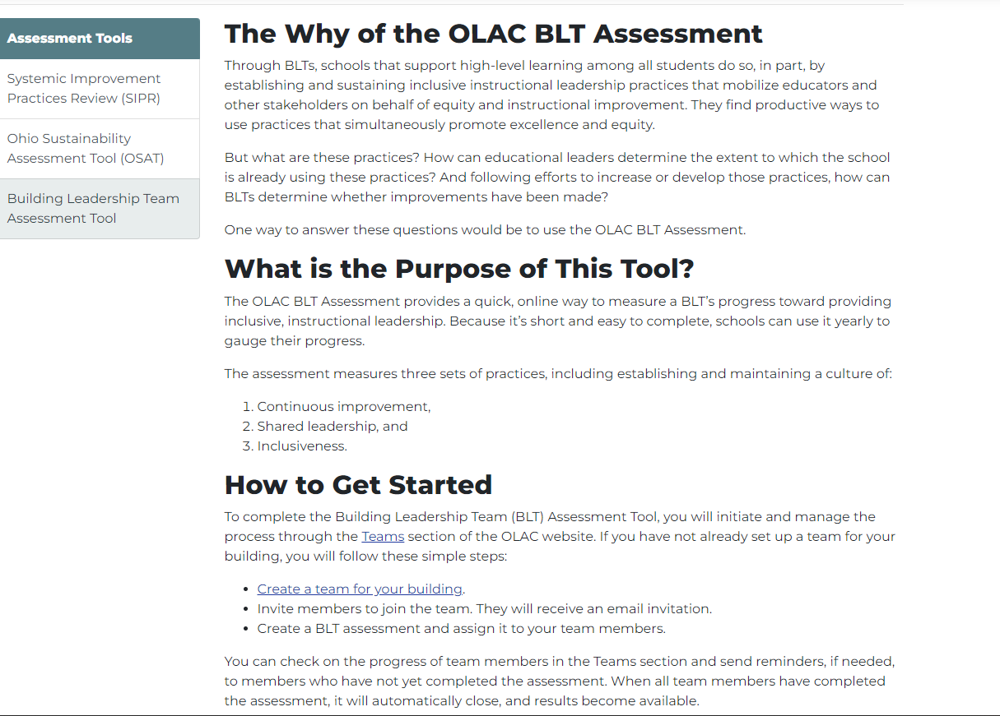 Assessment Tools
Systemic Improvement
Practices Review (SIPR)
Ohio Sustainability
Assessment Tool (OSAT)
Building Leadership Team
Assessment Tool
The Why of the OLAC BLT Assessment
Through BLTs, schools that support high-level learning among all students do so, in part, by
establishing and sustaining inclusive instructional leadership practices that mobilize educators and
other stakeholders on behalf of equity and instructional improvement. They find productive ways to
use practices that simultaneously promote excellence and equity.
But what are these practices? How can educational leaders determine the extent to which the school
is already using these practices? And following efforts to increase or develop those practices, how can
BLTs determine whether improvements have been made?
One way to answer these questions would be to use the OLAC BLT Assessment.
What is the Purpose of This Tool?
The OLAC BLT Assessment provides a quick, online way to measure a BLT’s progress toward providing
inclusive, instructional leadership. Because it’s short and easy to complete, schools can use it yearly to
gauge their progress.
The assessment measures three sets of practices, including establishing and maintaining a culture of:
1. Continuous improvement,
2. Shared leadership, and
3. Inclusiveness.
How to Get Started
To complete the Building Leadership Team (BLT) Assessment Tool, you will initiate and manage the
process through the Teams section of the OLAC website. If you have not already set up a team for your
building, you will follow these simple steps:
• Create a team for your building.
• Invite members to join the team. They will receive an email invitation.
• Create a BLT assessment and assign it to your team members.
You can check on the progress of team members in the Teams section and send reminders, if needed,
to members who have not yet completed the assessment. When all team members have completed
the assessment, it will automatically close, and results become available.